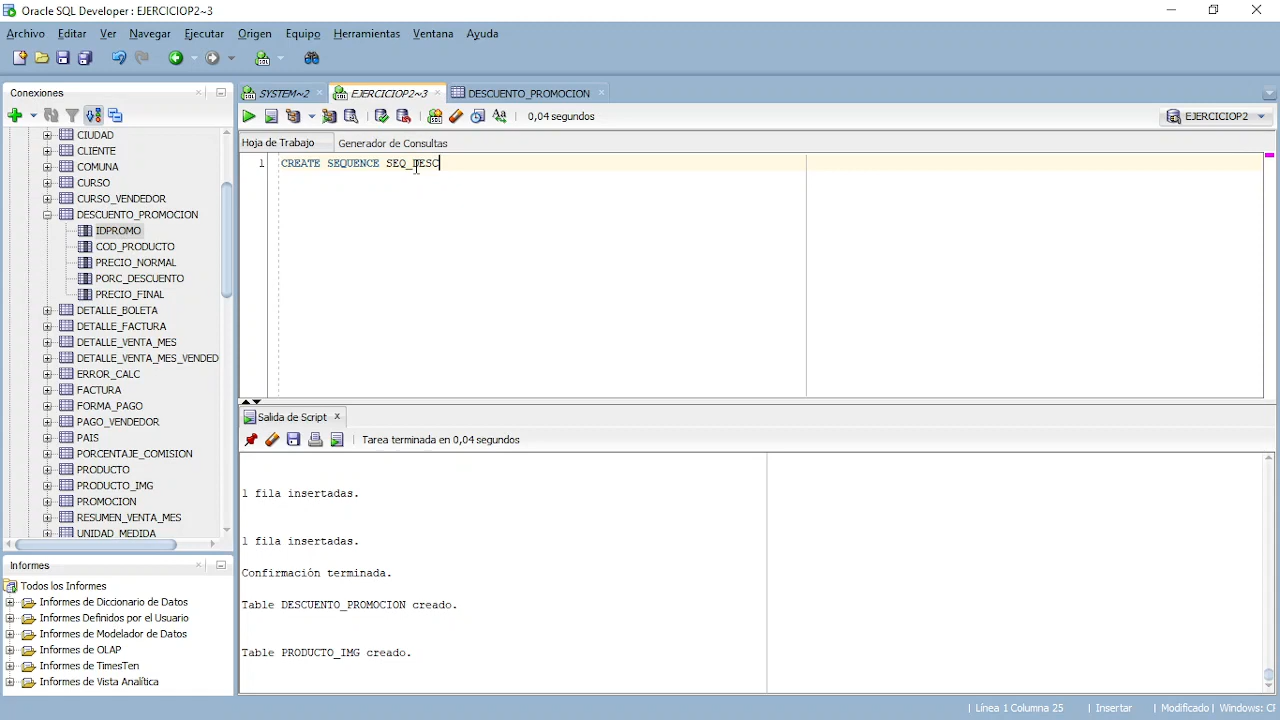 Oracle SQL Developer : EJERCICIOP2~3
Archivo Editar Ver Navegar Ejecutar Origen Equipo Herramientas Ventana Ayuda
Conexiones
SYSTEM~2
EJERCICIOP2~3
DESCUENTO_PROMOCION
0,04 segundos
EJERCICIOP2
Hoja de Trabajo
Generador de Consultas
CIUDAD
CLIENTE
COMUNA
CURSO
CURSO_VENDEDOR
DESCUENTO_PROMOCION
IDPROMO
COD_PRODUCTO
PRECIO_NORMAL
PORC_DESCUENTO
PRECIO_FINAL
DETALLE_BOLETA
DETALLE_FACTURA
DETALLE_VENTA_MES
DETALLE_VENTA_MES_VENDED
ERROR_CALC
FACTURA
FORMA_PAGO
PAGO_VENDEDOR
PAIS
PORCENTAJE_COMISION
PRODUCTO
PRODUCTO_IMG
PROMOCION
RESUMEN_VENTA_MES
UNIDAD_MEDIDA
1 CREATE SEQUENCE SEQ_DESC
Salida de Script
Tarea terminada en 0,04 segundos
1 fila insertadas.
1 fila insertadas.
Confirmación terminada.
Table DESCUENTO_PROMOCION creado.
Table PRODUCTO_IMG creado.
Informes
Todos los Informes
Informes de Diccionario de Datos
Informes Definidos por el Usuario
Informes de Modelador de Datos
Informes de OLAP
Informes de TimesTen
Informes de Vista Analítica
Línea 1 Columna 25
Insertar
Modificado
Windows: CF